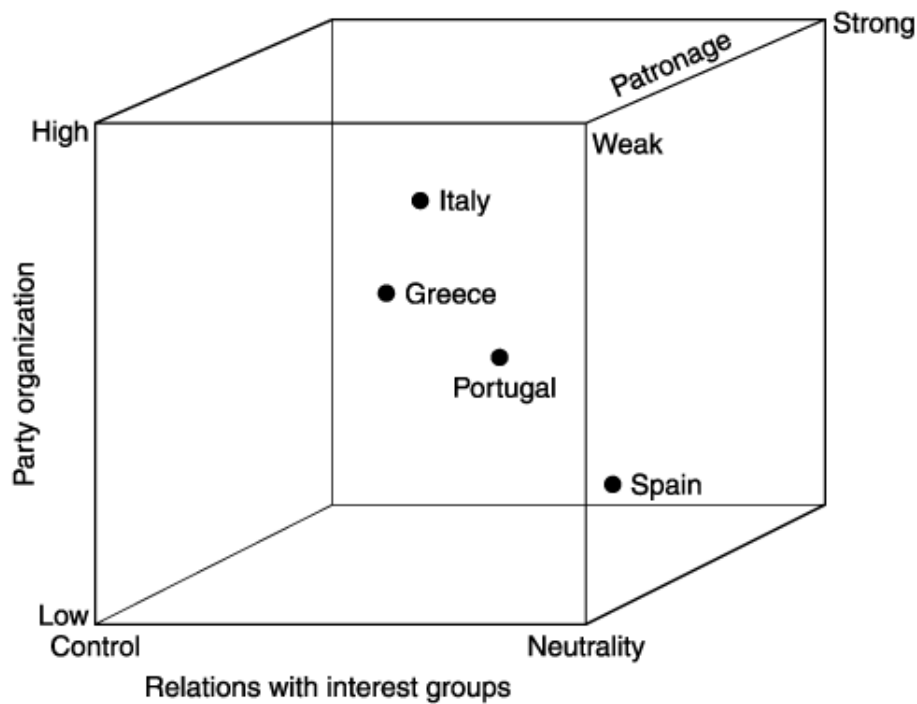 Strong
Patronage
High
Weak
Italy
Greece
Portugal
Party organization
Spain
Low
Control
Neutrality
Relations with interest groups